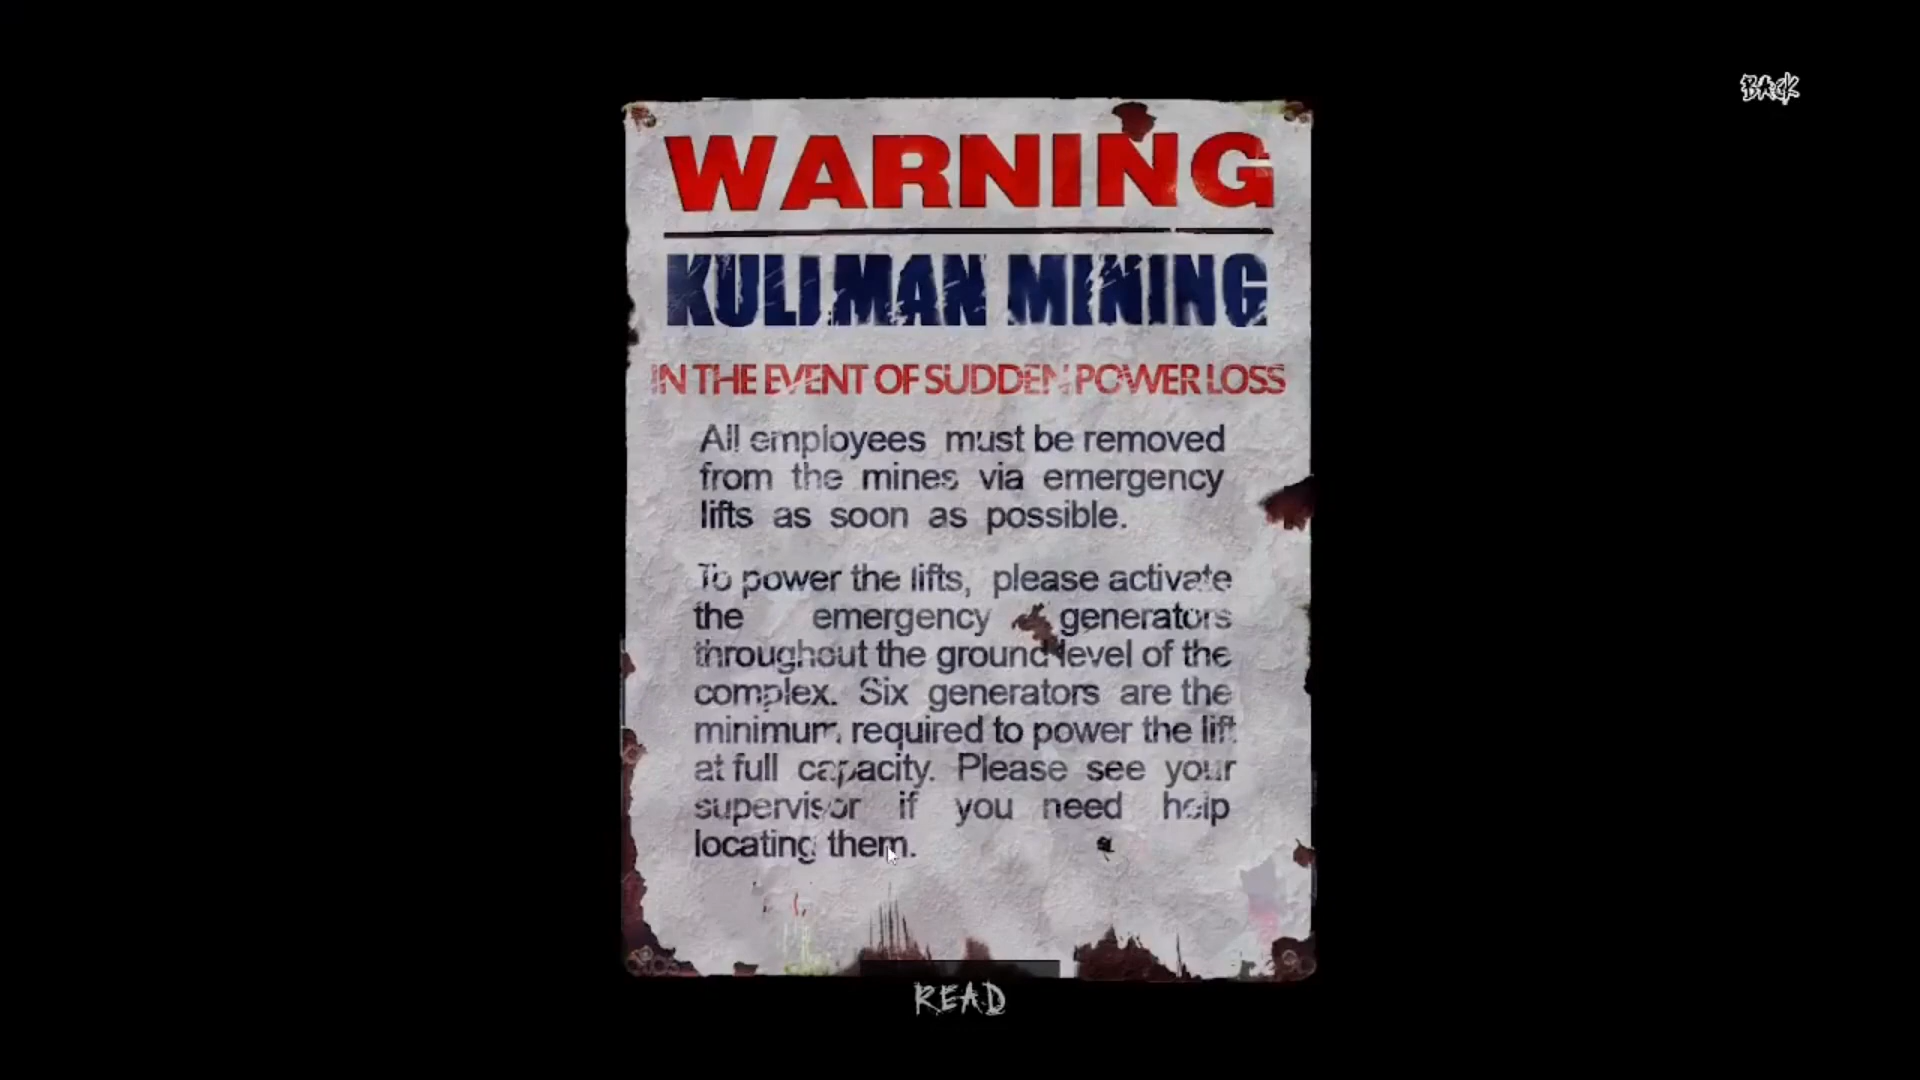 BACK
WARNING
KULLMAN MINING
IN THE EVENT OF SUDDEN POWER LOSS
All employees must be removed
from the mines via emergency
lifts as soon as possible.
To power the lifts, please activate
the emergency generators
throughout the ground level of the
complex. Six generators are the
minimum required to power the lift
at full capacity. Please see your
supervisor if you need help
locating them.
READ